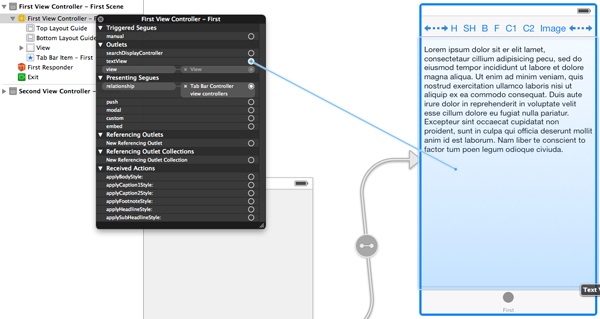 First View Controller – First Scene
First View Controller – First
Top Layout Guide
Bottom Layout Guide
View
Tab Bar Item – First
First Responder
Exit
Second View Controller –
First View Controller – First
Triggered Segues
manual
Outlets
searchDisplayController
textView
view
View
Presenting Segues
relationship
Tab Bar Controller
view controllers
push
modal
custom
embed
Referencing Outlets
New Referencing Outlet
Referencing Outlet Collections
New Referencing Outlet Collection
Received Actions
applyBodyStyle:
applyCaption1Style:
applyCaption2Style:
applyFootnoteStyle:
applyHeadlineStyle:
applySubHeadlineStyle:
H SH B F C1 C2 Image
Lorem ipsum dolor sit er elit lamet,
consectetaur cillium adipisicing pecu, sed do
eiusmod tempor incididunt ut labore et dolore
magna aliqua. Ut enim ad minim veniam, quis
nostrud exercitation ullamco laboris nisi ut
aliquip ex ea commodo consequat. Duis aute
irure dolor in reprehenderit in voluptate velit
esse cillum dolore eu fugiat nulla pariatur.
Excepteur sint occaecat cupidatat non
proident, sunt in culpa qui officia deserunt mollit
anim id est laborum. Nam liber te conscient to
factor tum poen legum odioque civiuda.
First
Text